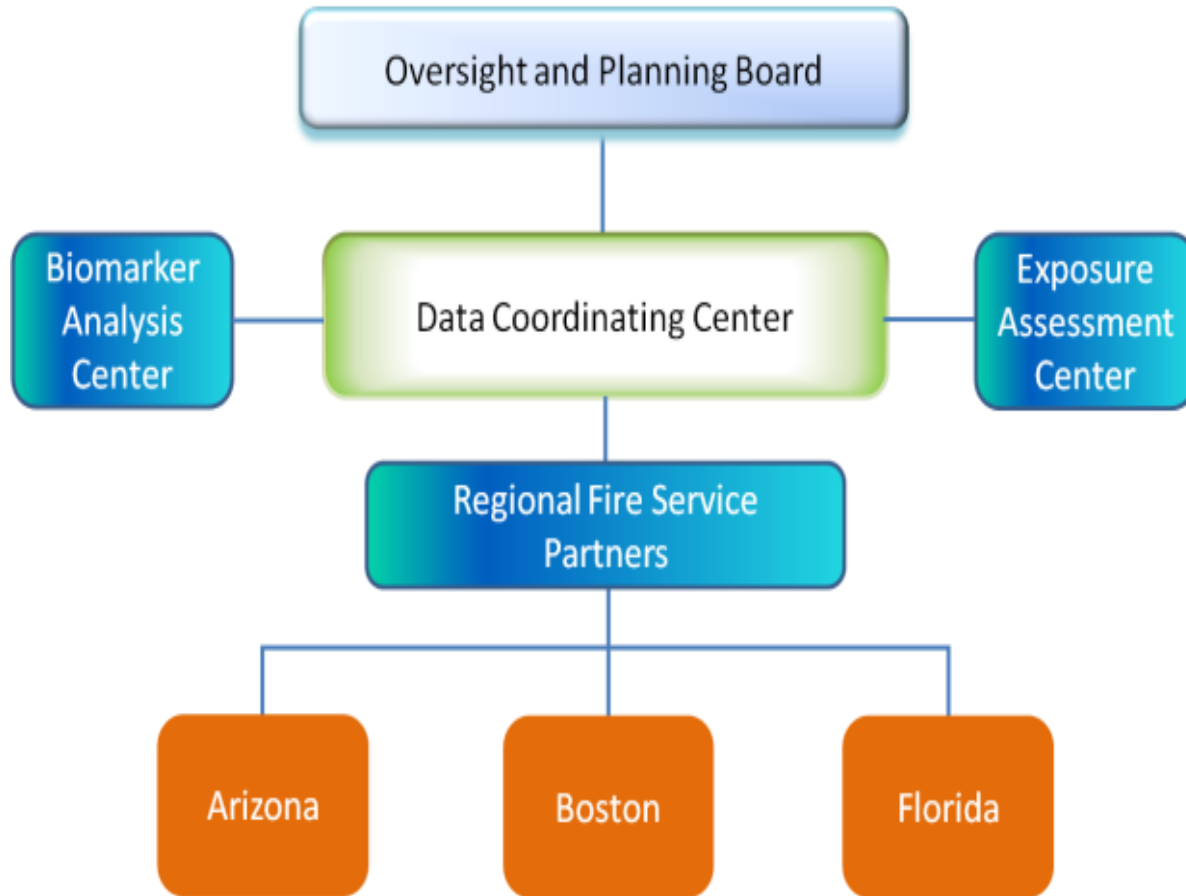 Oversight and Planning Board
Biomarker
Analysis
Center
Data Coordinating Center
Exposure
Assessment
Center
Regional Fire Service
Partners
Arizona
Boston
Florida